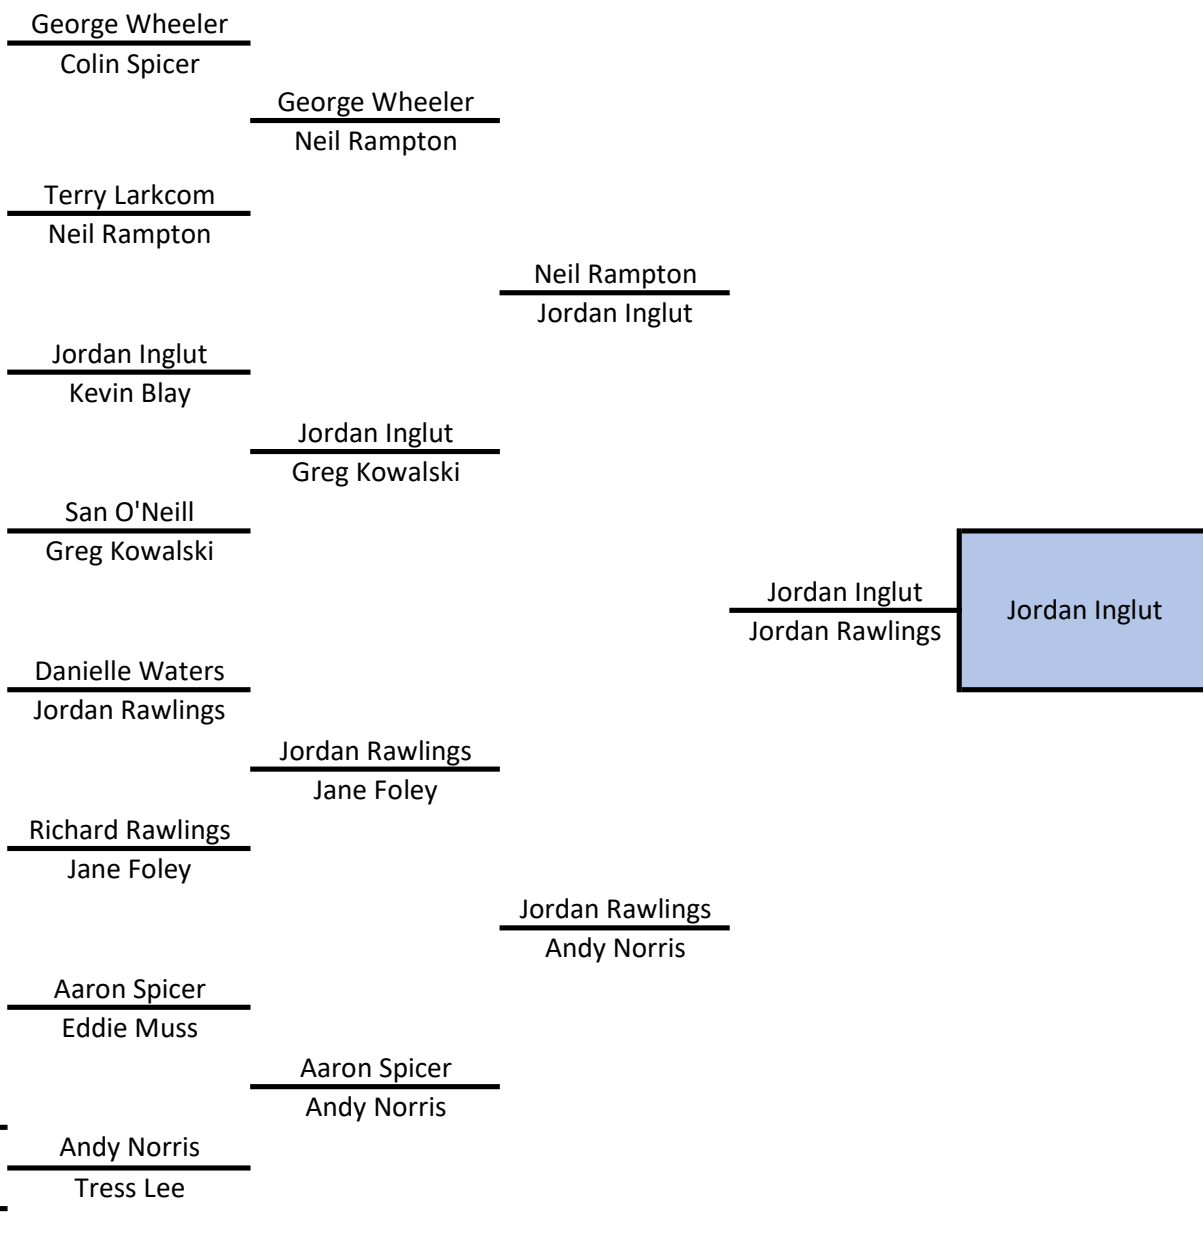 George Wheeler
Colin Spicer
George Wheeler
Neil Rampton
Terry Larkcom
Neil Rampton
Neil Rampton
Jordan Inglut
Jordan Inglut
Kevin Blay
Jordan Inglut
Greg Kowalski
San O'Neill
Greg Kowalski
Jordan Inglut
Jordan Rawlings
Jordan Inglut
Danielle Waters
Jordan Rawlings
Jordan Rawlings
Jane Foley
Richard Rawlings
Jane Foley
Jordan Rawlings
Andy Norris
Aaron Spicer
Eddie Muss
Aaron Spicer
Andy Norris
Andy Norris
Tress Lee